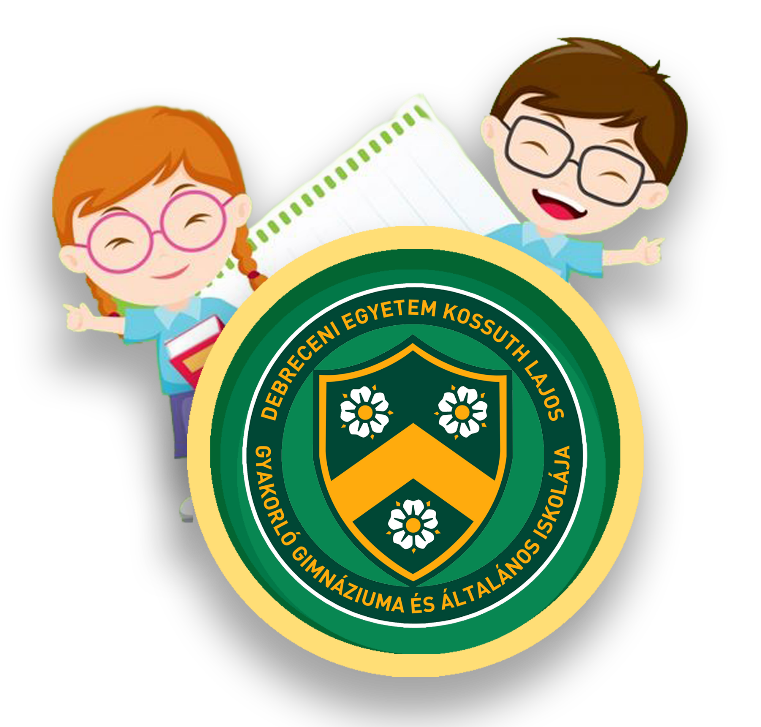 DEBRECENI EGYETEM KOSSUTH LAJOS
GYAKORLÓ GIMNÁZIUMA ÉS ÁLTALÁNOS ISKOLÁJA